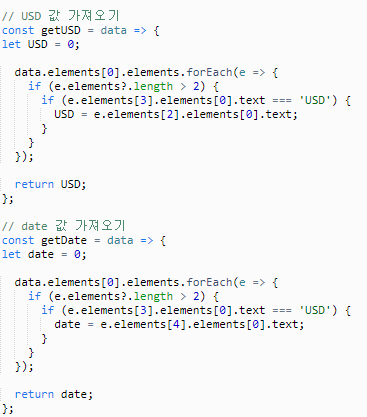 // USD 값 가져오기
const getUSD = data => {
let USD = 0;
data.elements[0].elements.forEach(e => {
if (e.elements?.length > 2) {
if (e.elements[3].elements[0].text === 'USD') {
USD = e.elements[2].elements[0].text;
}
}
});
return USD;
};
// date 값 가져오기
const getDate = data => {
let date = 0;
data.elements[0].elements.forEach(e => {
if (e.elements?.length > 2) {
if (e.elements[3].elements[0].text === 'USD') {
date = e.elements[4].elements[0].text;
}
}
});
return date;
};